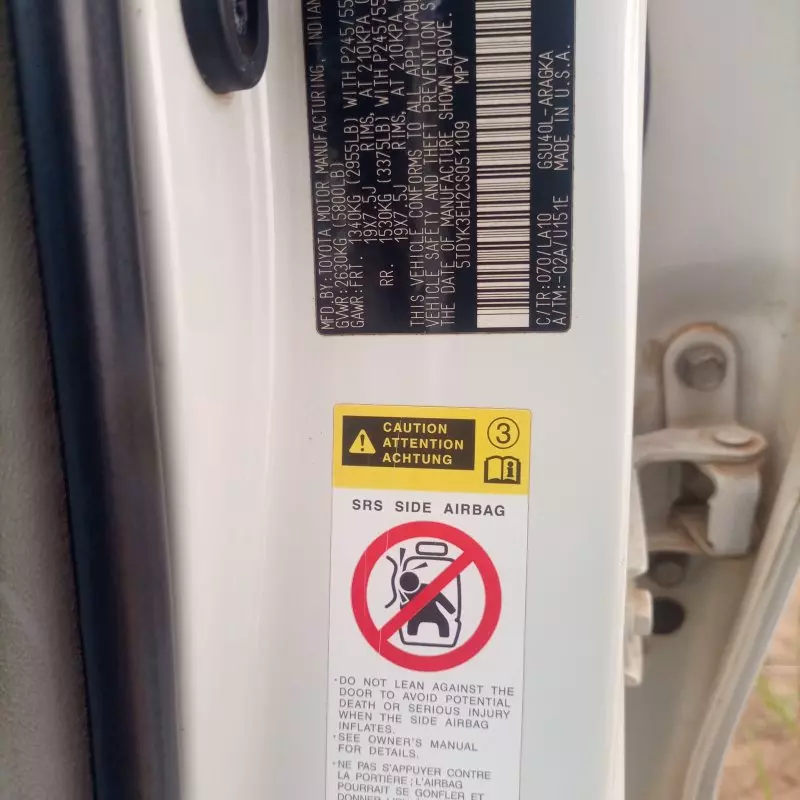 MFD.BY:TOYOTA MOTOR MANUFACTURING, INDIAN
GVWR:2630KG (5800LB)
GAWR:FRT. 1340KG (2955LB) WITH P245/55
19X7.5J RIMS, AT 210KPA
RR. 1530KG (3375LB) WITH P245/55
19X7.5J RIMS, AT 210KPA
THIS VEHICLE CONFORMS TO ALL APPLICABL
VEHICLE SAFETY AND THEFT PREVENTION S
THE DATE OF MANUFACTURE SHOWN ABOVE.
5TDYK3EH2CS051109 MPV
C/TR:070/LA10 GSU40L-ARAGKA
A/TM:-02A/U151E MADE IN U.S.A.
CAUTION
ATTENTION
ACHTUNG
3
SRS SIDE AIRBAG
·DO NOT LEAN AGAINST THE
DOOR TO AVOID POTENTIAL
DEATH OR SERIOUS INJURY
WHEN THE SIDE AIRBAG
INFLATES.
·SEE OWNER'S MANUAL
FOR DETAILS.
·NE PAS S'APPUYER CONTRE
LA PORTIÈRE; L'AIRBAG
POURRAIT SE GONFLER ET